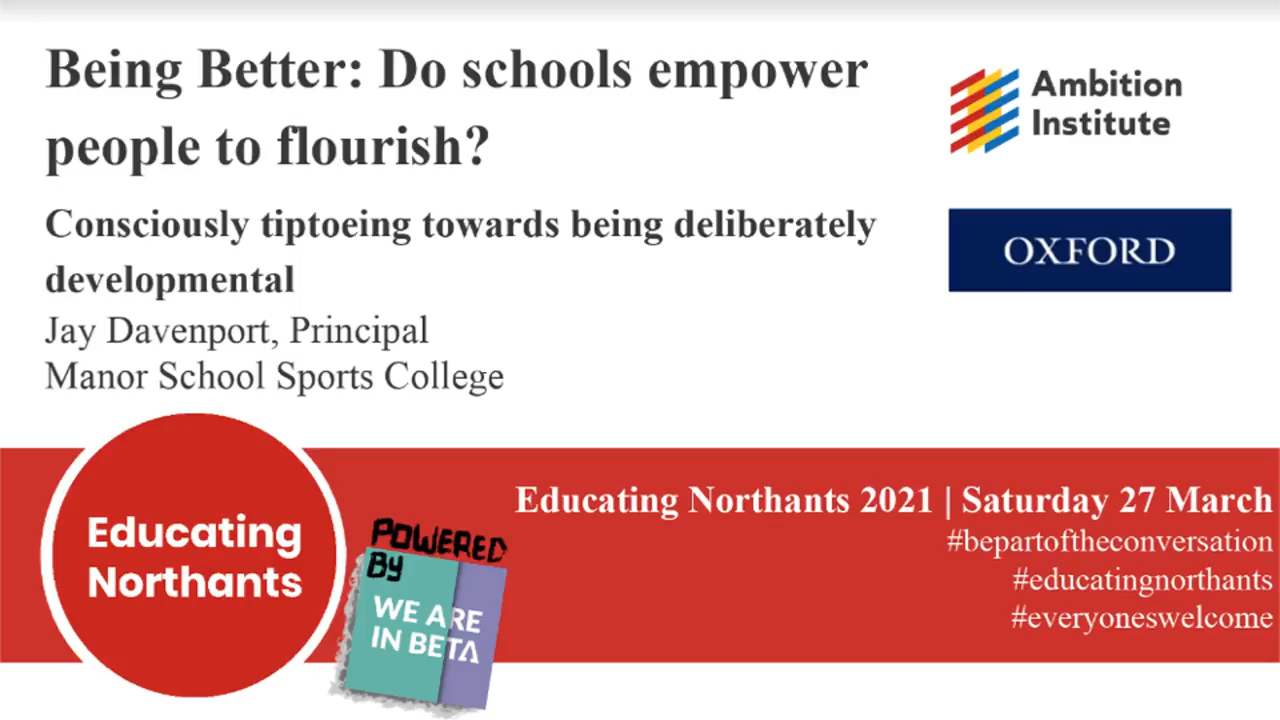 Being Better: Do schools empower
people to flourish?
Consciously tiptoeing towards being deliberately
developmental
Jay Davenport, Principal
Manor School Sports College
Ambition
Institute
OXFORD
Educating
Northants
POWERED
BY
WE ARE
IN BETA
Educating Northants 2021 | Saturday 27 March
#bepartoftheconversation
#educatingnorthants
#everyoneswelcome